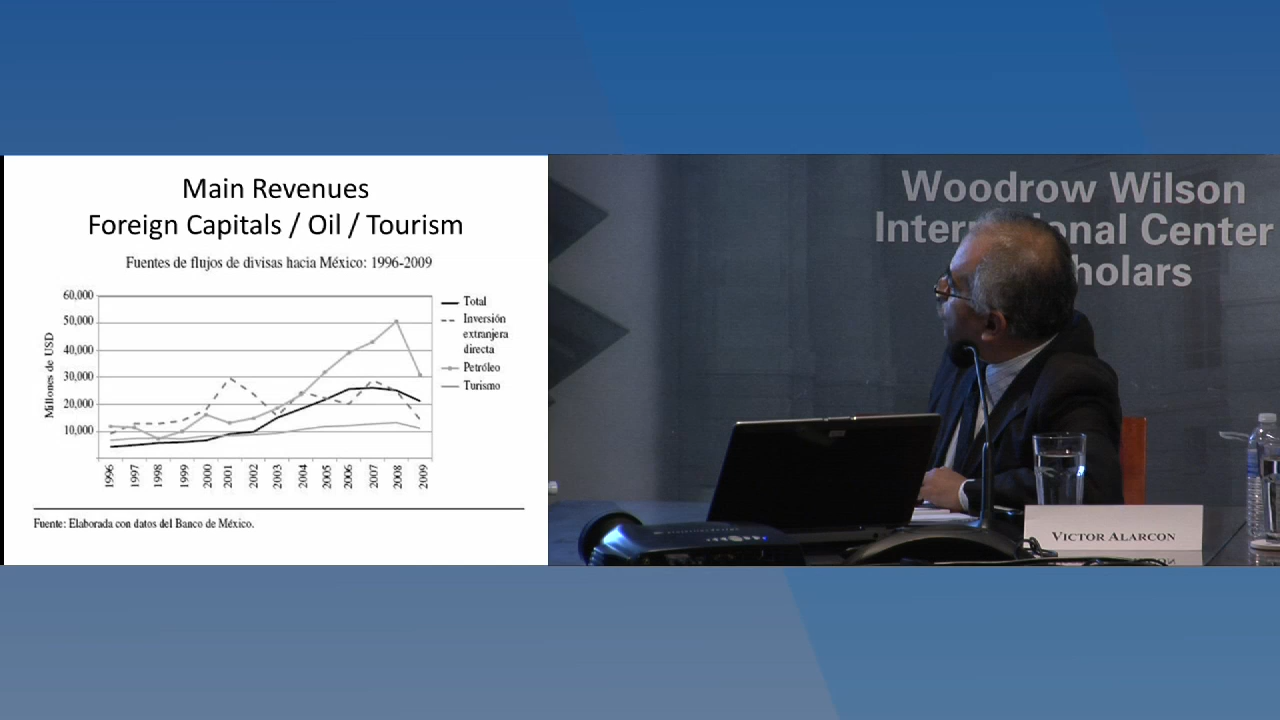 Main Revenues
Foreign Capitals / Oil / Tourism
Fuentes de flujos de divisas hacia México: 1996-2009
Millones de USD
60,000
50,000
40,000
30,000
20,000
10,000
1996
1997
1998
1999
2000
2001
2002
2003
2004
2005
2006
2007
2008
2009
Total
Inversión
extranjera
directa
Petróleo
Turismo
Fuente: Elaborada con datos del Banco de México.
Woodrow Wilson
Center
VICTOR ALARCON